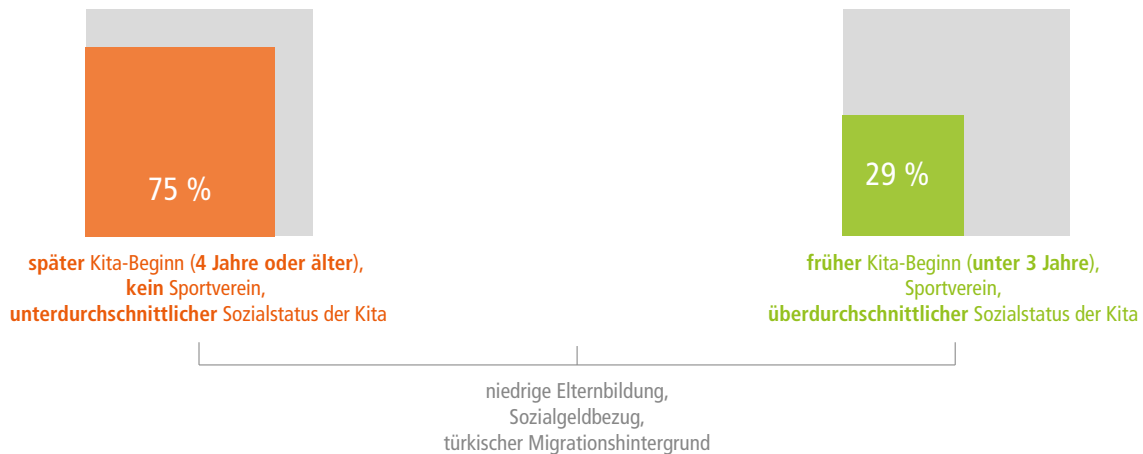 75 %
später Kita-Beginn (4 Jahre oder älter),
kein Sportverein,
unterdurchschnittlicher Sozialstatus der Kita
29 %
früher Kita-Beginn (unter 3 Jahre),
Sportverein,
überdurchschnittlicher Sozialstatus der Kita
niedrige Elternbildung,
Sozialgeldbezug,
türkischer Migrationshintergrund